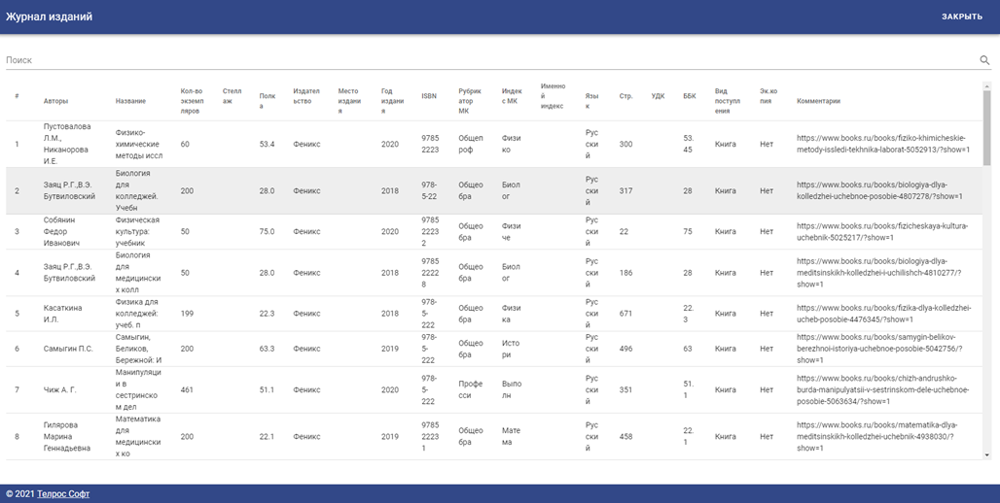 Журнал изданий
ЗАКРЫТЬ
Поиск
# Авторы Название Кол-во экземпляров Стеллаж Полка Издательство Место издания Год издания ISBN Рубрикатор МК Индекс МК Именной индекс Язык Стр. УДК ББК Вид поступления Эк.копия Комментарии
1 Пустовалова Л.М., Никанорова И.Е. Физико-химические методы иссл 60 53.4 Феникс 2020 97852223 Общепроф Физико Русский 300 53.45 Книга Нет https://www.books.ru/books/fiziko-khimicheskie-metody-issledi-tekhnika-laborat-5052913/?show=1
2 Заяц Р.Г.,В.Э. Бутвиловский Биология для колледжей. Учебн 200 28.0 Феникс 2018 978-5-22 Общеобра Биолог Русский 317 28 Книга Нет https://www.books.ru/books/biologiya-dlya-kolledzhei-uchebnoe-posobie-4807278/?show=1
3 Собянин Федор Иванович Физическая культура: учебник 50 75.0 Феникс 2020 978522232 Общеобра Физиче Русский 22 75 Книга Нет https://www.books.ru/books/fizicheskaya-kultura-uchebnik-5025217/?show=1
4 Заяц Р.Г.,В.Э. Бутвиловский Биология для медицинских колл 50 28.0 Феникс 2018 9785222228 Общеобра Биолог Русский 186 28 Книга Нет https://www.books.ru/books/biologiya-dlya-meditsinskikh-kolledzhei-i-uchilishch-4810277/?show=1
5 Касаткина И.Л. Физика для колледжей: учеб. п 199 22.3 Феникс 2018 978-5-222 Общеобра Физика Русский 671 22.3 Книга Нет https://www.books.ru/books/fizika-dlya-kolledzhei-ucheb-posobie-4476345/?show=1
6 Самыгин П.С. Самыгин, Беликов, Бережной: И 200 63.3 Феникс 2019 978-5-222 Общеобра Истори Русский 496 63 Книга Нет https://www.books.ru/books/samygin-belikov-berezhnoi-istoriya-uchebnoe-posobie-5042756/?show=1
7 Чиж А. Г. Манипуляции в сестринском дел 461 51.1 Феникс 2020 978-5-222 Професси Выполн Русский 351 51.1 Книга Нет https://www.books.ru/books/chizh-andrushko-burda-manipulyatsii-v-sestrinskom-dele-uchebnoe-posobie-5063634/?show=1
8 Гилярова Марина Геннадьевна Математика для медицинских ко 200 22.1 Феникс 2019 9785222231 Общеобра Матема Русский 458 22.1 Книга Нет https://www.books.ru/books/matematika-dlya-meditsinskikh-kolledzhei-uchebnik-4938030/?show=1
© 2021 Телрос Софт